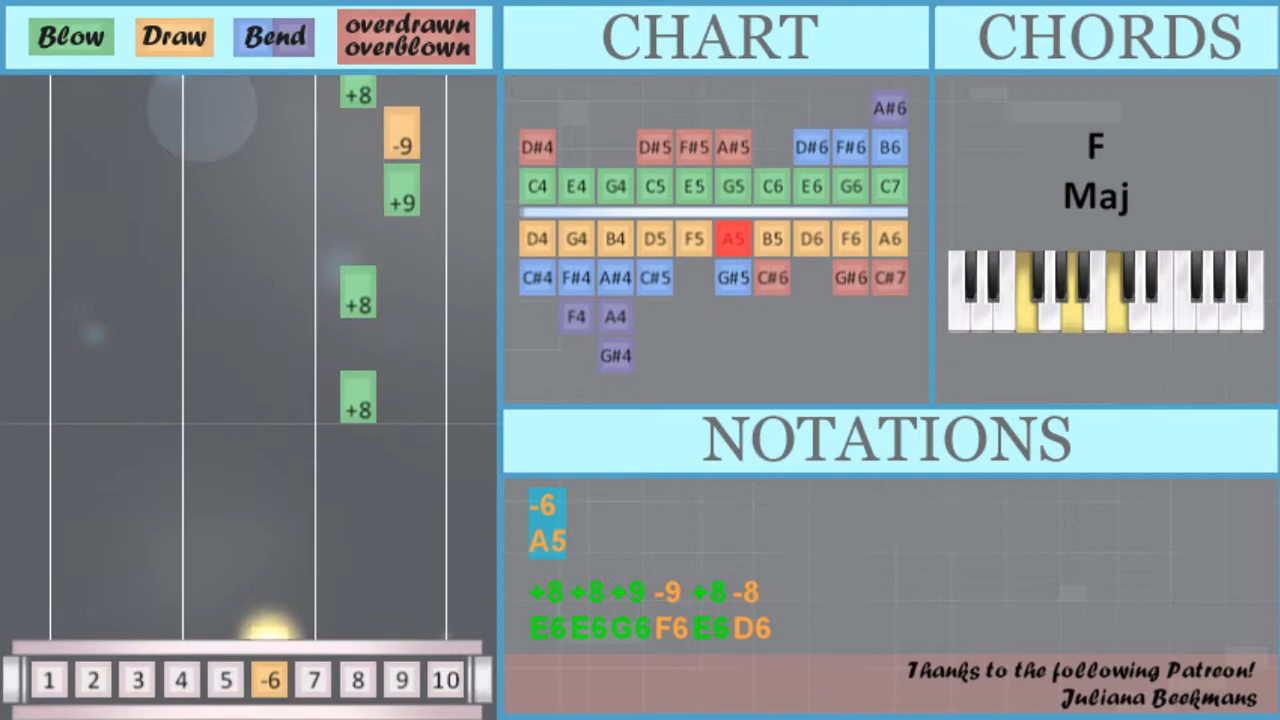 Blow Draw Bend overdrawn
overblown
CHART
CHORDS
+8
-9
+9
+8
+8
A#6
D#4 D#5 F#5 A#5 D#6 F#6 B6
C4 E4 G4 C5 E5 G5 C6 E6 G6 C7
D4 G4 B4 D5 F5 A5 B5 D6 F6 A6
C#4 F#4 A#4 C#5 G#5 C#6 G#6 C#7
F4 A4
G#4
F
Maj
NOTATIONS
-6
A5
+8 +8 +9 -9 +8 -8
E6 E6 G6 F6 E6 D6
1 2 3 4 5 -6 7 8 9 10
Thanks to the following Patreon!
Juliana Beekmans